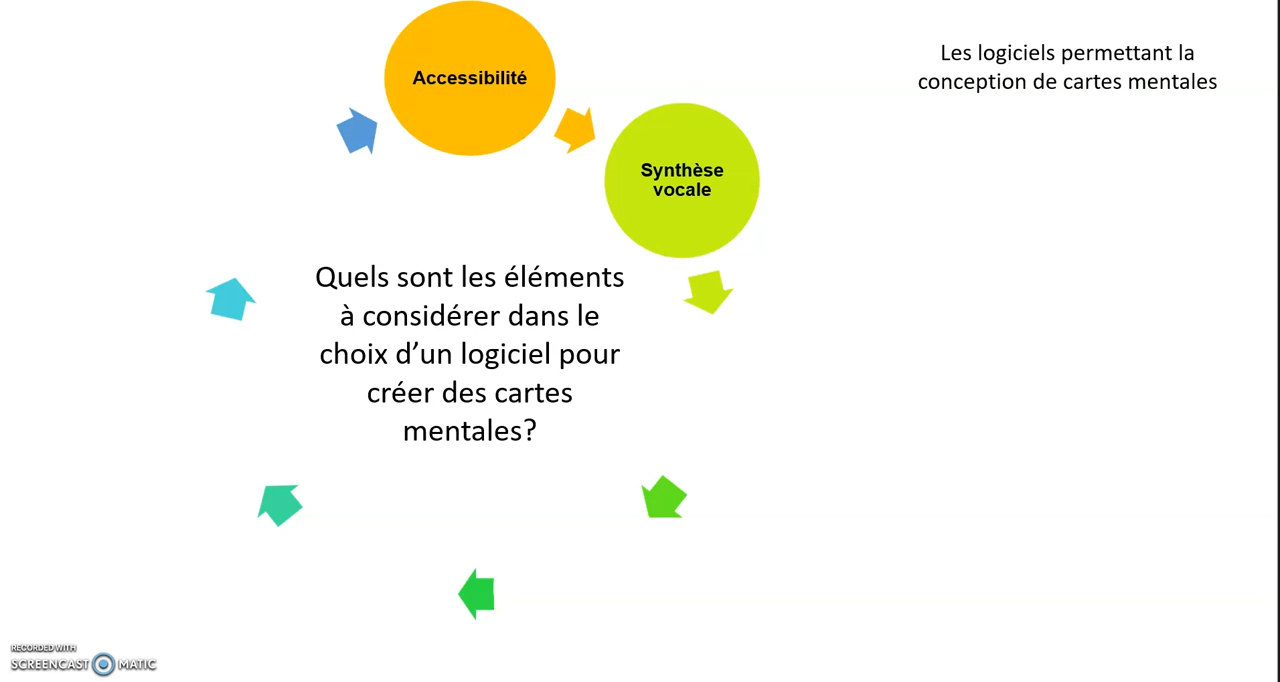 Accessibilité
Les logiciels permettant la
conception de cartes mentales
Synthèse
vocale
Quels sont les éléments
à considérer dans le
choix d’un logiciel pour
créer des cartes
mentales?
RECORDED WITH
SCREENCAST MATIC